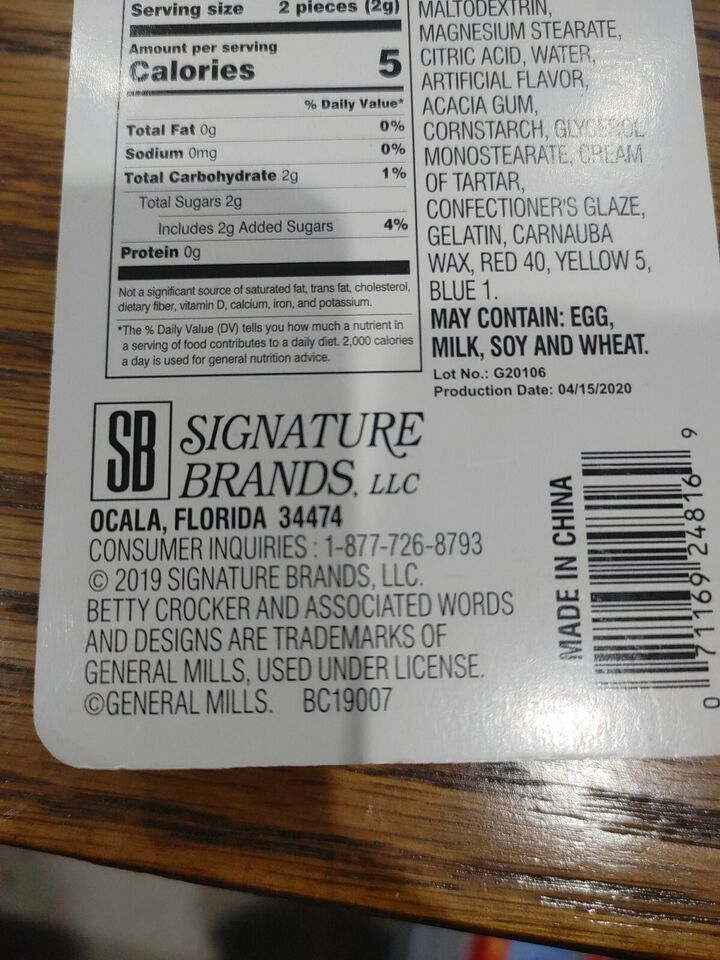 Serving size 2 pieces (2g)
Amount per serving
Calories 5
% Daily Value*
Total Fat 0g 0%
Sodium 0mg 0%
Total Carbohydrate 2g 1%
Total Sugars 2g
Includes 2g Added Sugars 4%
Protein 0g
Not a significant source of saturated fat, trans fat, cholesterol,
dietary fiber, vitamin D, calcium, iron, and potassium.
*The % Daily Value (DV) tells you how much a nutrient in
a serving of food contributes to a daily diet. 2,000 calories
a day is used for general nutrition advice.
MALTODEXTRIN,
MAGNESIUM STEARATE,
CITRIC ACID, WATER,
ARTIFICIAL FLAVOR,
ACACIA GUM,
CORNSTARCH, GLYCEROL
MONOSTEARATE, CREAM
OF TARTAR,
CONFECTIONER'S GLAZE,
GELATIN, CARNAUBA
WAX, RED 40, YELLOW 5,
BLUE 1.
MAY CONTAIN: EGG,
MILK, SOY AND WHEAT.
Lot No.: G20106
Production Date: 04/15/2020
SB SIGNATURE
BRANDS, LLC
OCALA, FLORIDA 34474
CONSUMER INQUIRIES : 1-877-726-8793
© 2019 SIGNATURE BRANDS, LLC.
BETTY CROCKER AND ASSOCIATED WORDS
AND DESIGNS ARE TRADEMARKS OF
GENERAL MILLS, USED UNDER LICENSE.
©GENERAL MILLS. BC19007
MADE IN CHINA
0 71169 24816 9